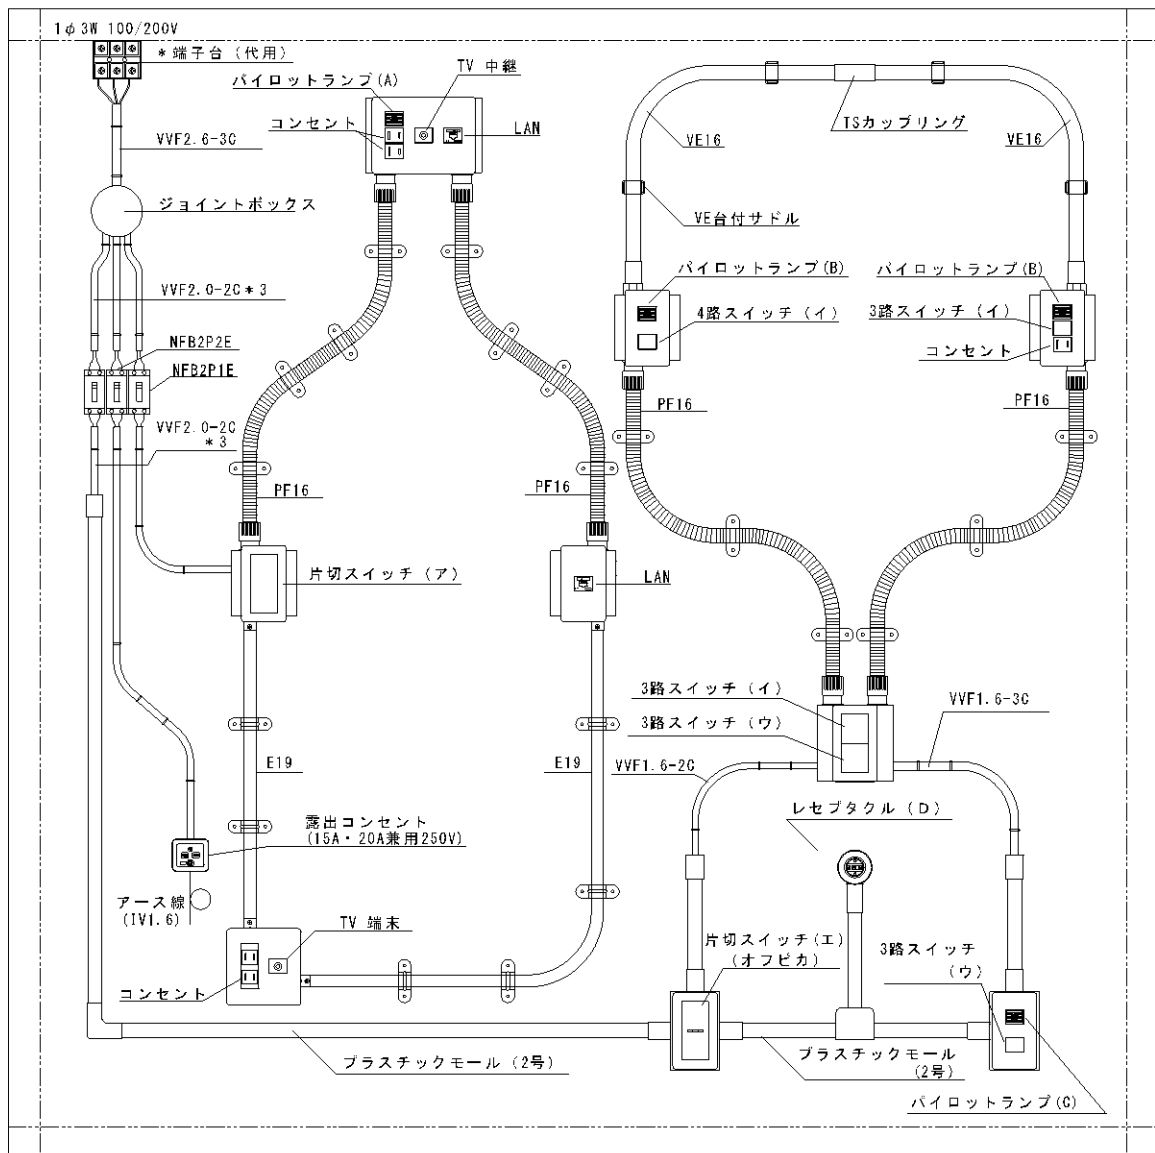 1φ3W 100/200V
*端子台（代用）
パイロットランプ(A)
TV 中継
コンセント
LAN
VVF2.6-3C
TSカップリング
VE16
VE16
ジョイントボックス
VE台付サドル
パイロットランプ(B)
パイロットランプ(B)
VVF2.0-2C*3
4路スイッチ（イ）
3路スイッチ（イ）
NFB2P2E
コンセント
NFB2P1E
PF16
PF16
VVF2.0-2C
*3
PF16
PF16
片切スイッチ（ア）
LAN
3路スイッチ（イ）
VVF1.6-3C
3路スイッチ（ウ）
E19
E19
VVF1.6-2C
レセプタクル（D）
露出コンセント
(15A・20A兼用250V)
アース線
(IV1.6)
TV 端末
片切スイッチ(エ)
(オフピカ)
3路スイッチ
（ウ）
コンセント
プラスチックモール（2号）
プラスチックモール
(2号)
パイロットランプ(C)